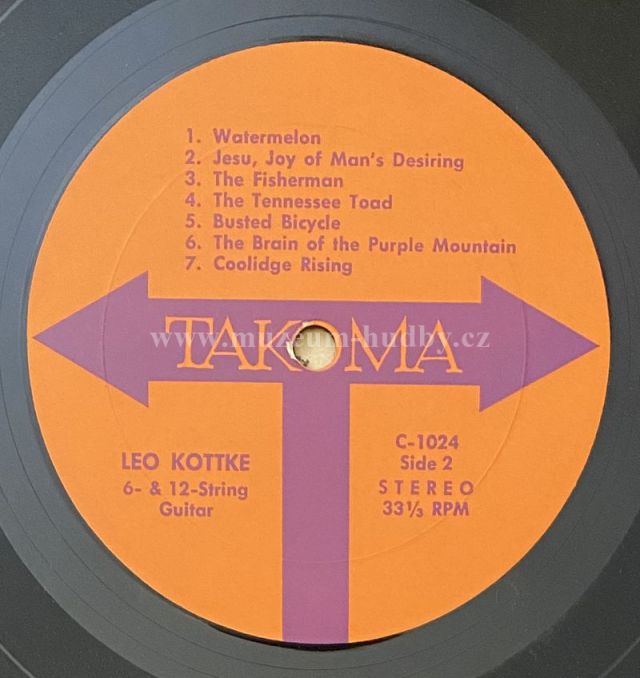 1. Watermelon
2. Jesu, Joy of Man's Desiring
3. The Fisherman
4. The Tennessee Toad
5. Busted Bicycle
6. The Brain of the Purple Mountain
7. Coolidge Rising
TAKOMA
www.muzeum-hudby.cz
LEO KOTTKE
6- & 12-String
Guitar
C-1024
Side 2
STEREO
33⅓ RPM